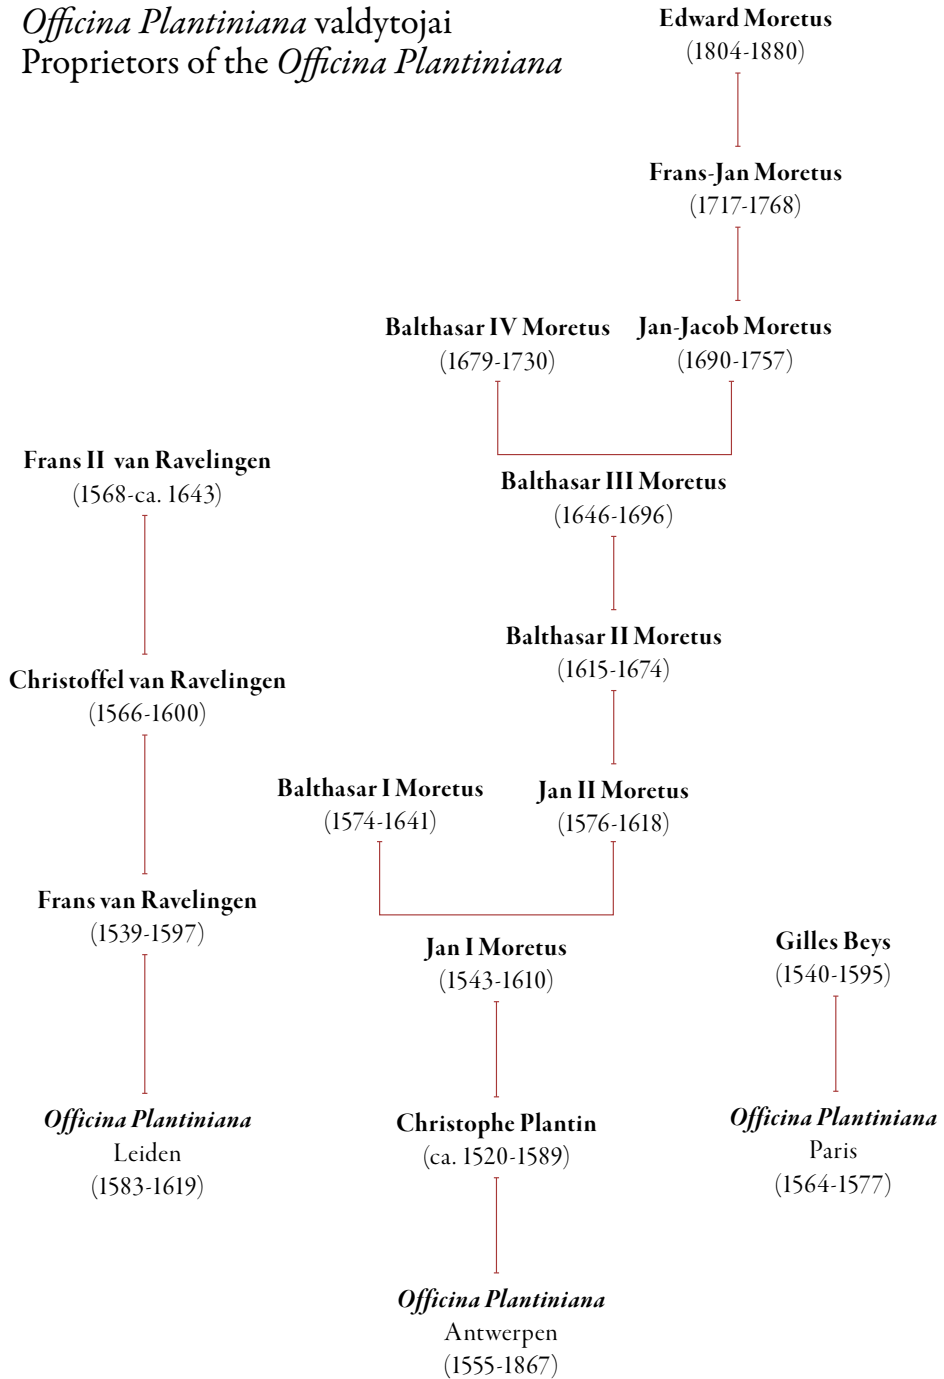 Officina Plantiniana valdytojai
Proprietors of the Officina Plantiniana
Edward Moretus
(1804-1880)
Frans-Jan Moretus
(1717-1768)
Balthasar IV Moretus
(1679-1730)
Jan-Jacob Moretus
(1690-1757)
Frans II van Ravelingen
(1568-ca. 1643)
Balthasar III Moretus
(1646-1696)
Balthasar II Moretus
(1615-1674)
Christoffel van Ravelingen
(1566-1600)
Balthasar I Moretus
(1574-1641)
Jan II Moretus
(1576-1618)
Frans van Ravelingen
(1539-1597)
Jan I Moretus
(1543-1610)
Gilles Beys
(1540-1595)
Officina Plantiniana
Leiden
(1583-1619)
Christophe Plantin
(ca. 1520-1589)
Officina Plantiniana
Paris
(1564-1577)
Officina Plantiniana
Antwerpen
(1555-1867)